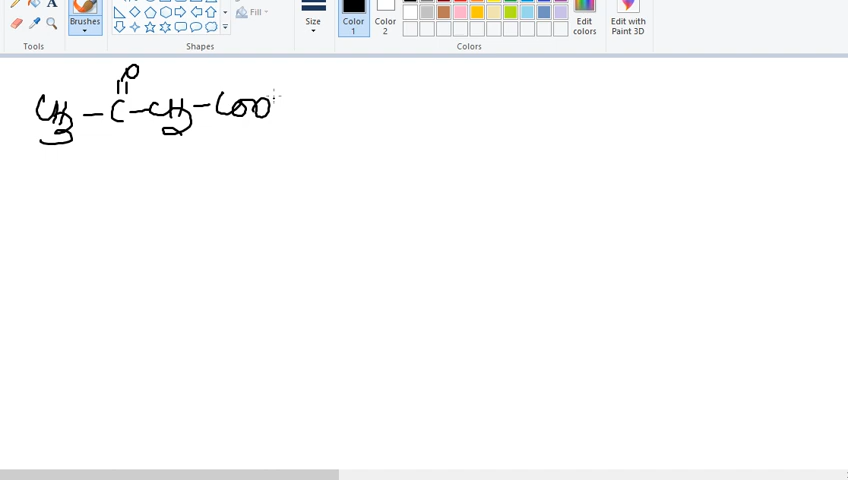 Brushes
Size
Color
1
Color
2
Edit
colors
Edit with
Paint 3D
Fill
Tools
Shapes
Colors
O
CH3 – C – CH2 – COO